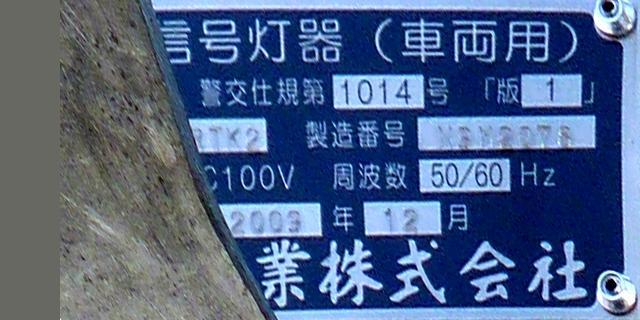 信号灯器（車両用）
警交仕規第 1014 号 「版 1 」
製造番号
C100V 周波数 50/60 Hz
2009 年 12 月
業株式会社